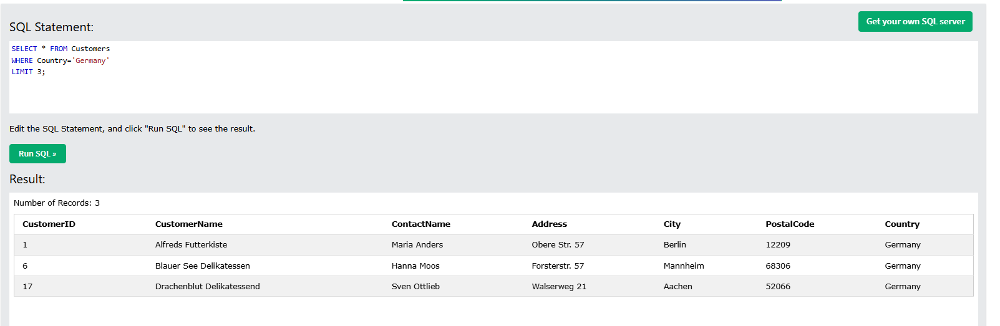 Get your own SQL server
SQL Statement:
SELECT * FROM Customers
WHERE Country='Germany'
LIMIT 3;
Edit the SQL Statement, and click "Run SQL" to see the result.
Run SQL »
Result:
Number of Records: 3
CustomerID CustomerName ContactName Address City PostalCode Country
1 Alfreds Futterkiste Maria Anders Obere Str. 57 Berlin 12209 Germany
6 Blauer See Delikatessen Hanna Moos Forsterstr. 57 Mannheim 68306 Germany
17 Drachenblut Delikatessend Sven Ottlieb Walserweg 21 Aachen 52066 Germany